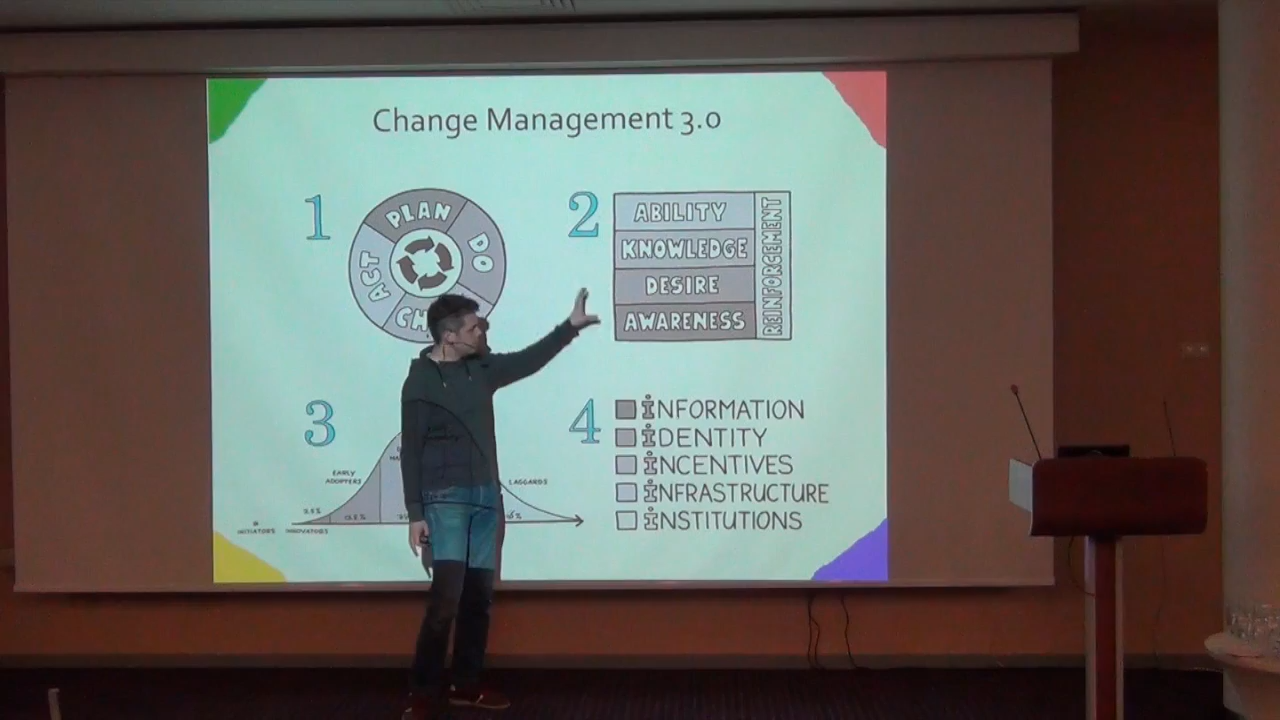 Change Management 3.0
1
PLAN
DO
ACT
2
ABILITY
KNOWLEDGE
DESIRE
AWARENESS
REINFORCEMENT
3
EARLY
ADOPTERS
LAGGARDS
INITIATORS
INNOVATORS
4
INFORMATION
IDENTITY
INCENTIVES
INFRASTRUCTURE
INSTITUTIONS